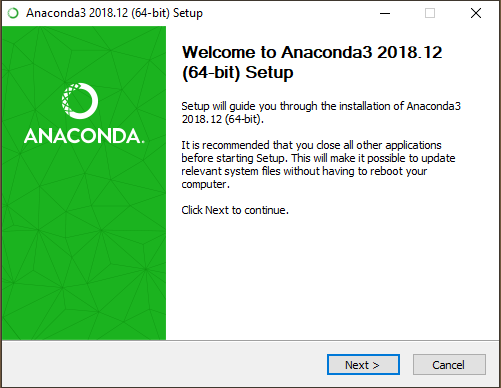 Anaconda3 2018.12 (64-bit) Setup
ANACONDA.
Welcome to Anaconda3 2018.12
(64-bit) Setup
Setup will guide you through the installation of Anaconda3
2018.12 (64-bit).
It is recommended that you close all other applications
before starting Setup. This will make it possible to update
relevant system files without having to reboot your
computer.
Click Next to continue.
Next >
Cancel